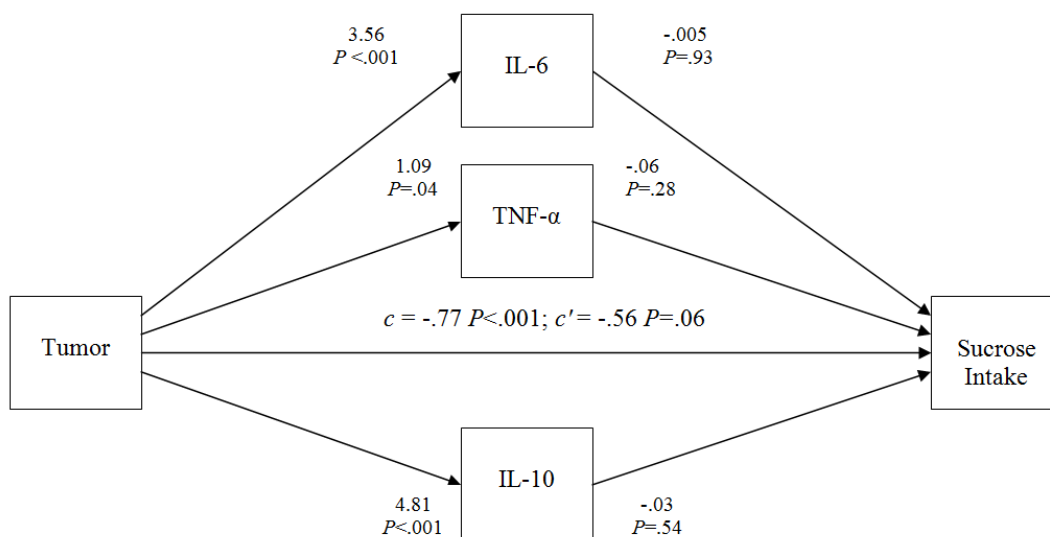 3.56
P <.001
IL-6
-.005
P=.93
1.09
P=.04
TNF-α
-.06
P=.28
c = -.77 P<.001; c' = -.56 P=.06
Tumor
Sucrose
Intake
IL-10
4.81
P<.001
-.03
P=.54